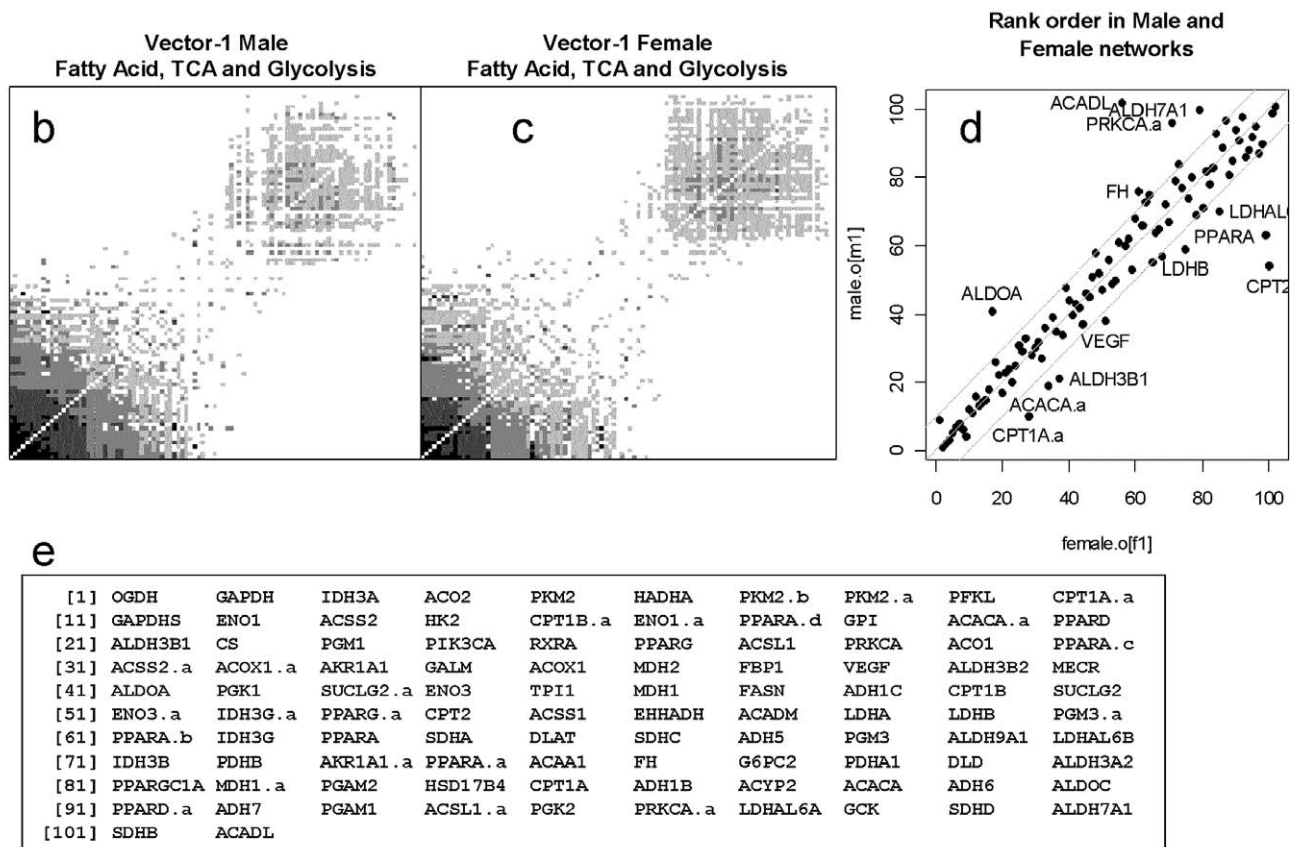 Vector-1 Male
Fatty Acid, TCA and Glycolysis
Vector-1 Female
Fatty Acid, TCA and Glycolysis
Rank order in Male and
Female networks
b
c
d
ACADL
ALDH7A1
PRKCA.a
FH
LDHAL6
PPARA
LDHB
CPT2
ALDOA
VEGF
ALDH3B1
ACACA.a
CPT1A.a
male.o[m1]
100
80
60
40
20
0
0 20 40 60 80 100
female.o[f1]
e
[1] OGDH GAPDH IDH3A ACO2 PKM2 HADHA PKM2.b PKM2.a PFKL CPT1A.a
[11] GAPDHS ENO1 ACSS2 HK2 CPT1B.a ENO1.a PPARA.d GPI ACACA.a PPARD
[21] ALDH3B1 CS PGM1 PIK3CA RXRA PPARG ACSL1 PRKCA ACO1 PPARA.c
[31] ACSS2.a ACOX1.a AKR1A1 GALM ACOX1 MDH2 FBP1 VEGF ALDH3B2 MECR
[41] ALDOA PGK1 SUCLG2.a ENO3 TPI1 MDH1 FASN ADH1C CPT1B SUCLG2
[51] ENO3.a IDH3G.a PPARG.a CPT2 ACSS1 EHHADH ACADM LDHA LDHB PGM3.a
[61] PPARA.b IDH3G PPARA SDHA DLAT SDHC ADH5 PGM3 ALDH9A1 LDHAL6B
[71] IDH3B PDHB AKR1A1.a PPARA.a ACAA1 FH G6PC2 PDHA1 DLD ALDH3A2
[81] PPARGC1A MDH1.a PGAM2 HSD17B4 CPT1A ADH1B ACYP2 ACACA ADH6 ALDOC
[91] PPARD.a ADH7 PGAM1 ACSL1.a PGK2 PRKCA.a LDHAL6A GCK SDHD ALDH7A1
[101] SDHB ACADL